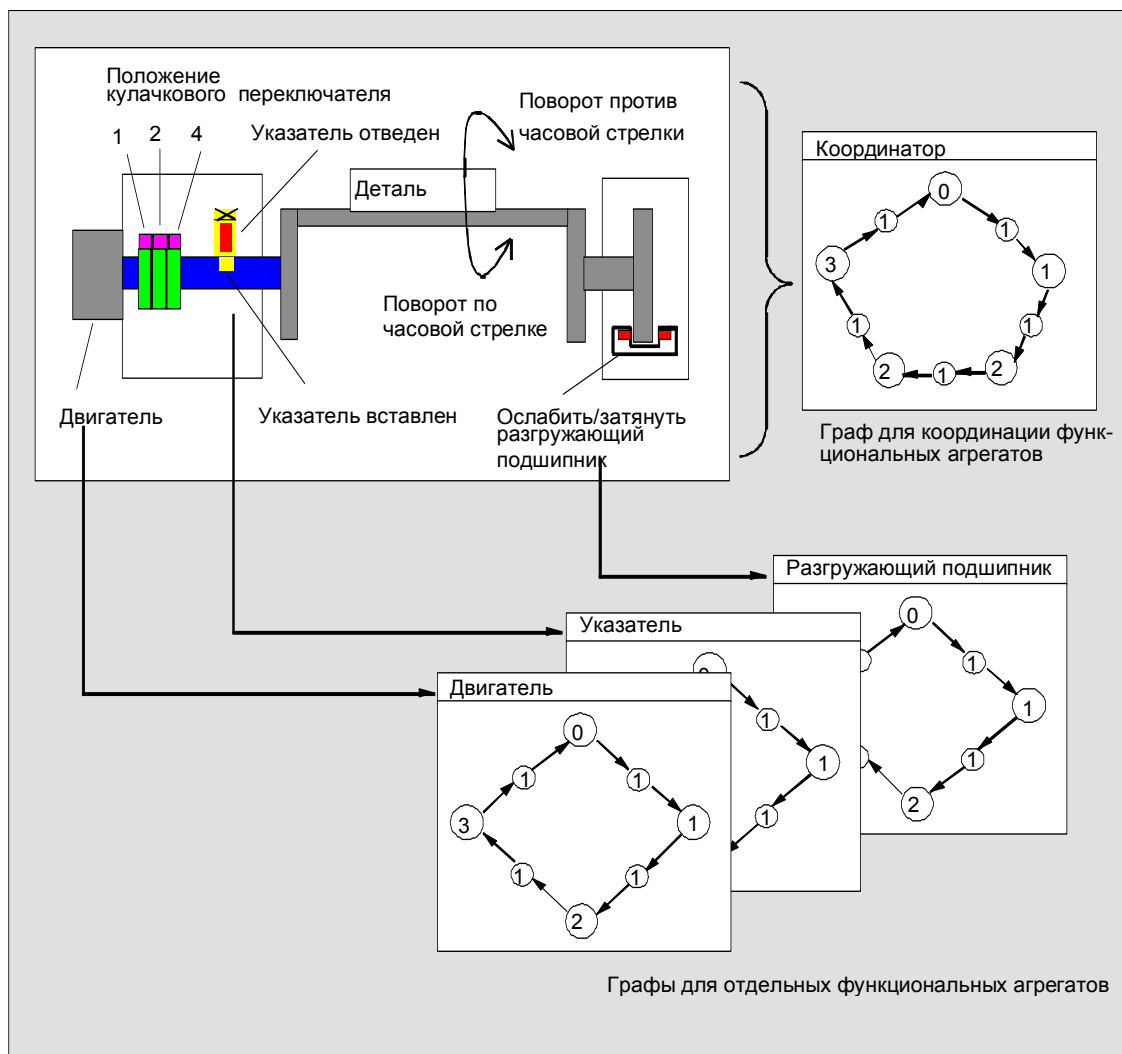 Положение
кулачкового переключателя
1 2 4
Указатель отведен
Поворот против
часовой стрелки
Деталь
Поворот по
часовой стрелке
Двигатель
Указатель вставлен
Ослабить/затянуть
разгружающий
подшипник
Координатор
0
1
1
3
1
1
1
2
1
2
Граф для координации функ-
циональных агрегатов
Разгружающий подшипник
0
1
1
1
2
Указатель
0
1
1
1
Двигатель
0
1
1
3
1
1
1
2
Графы для отдельных функциональных агрегатов